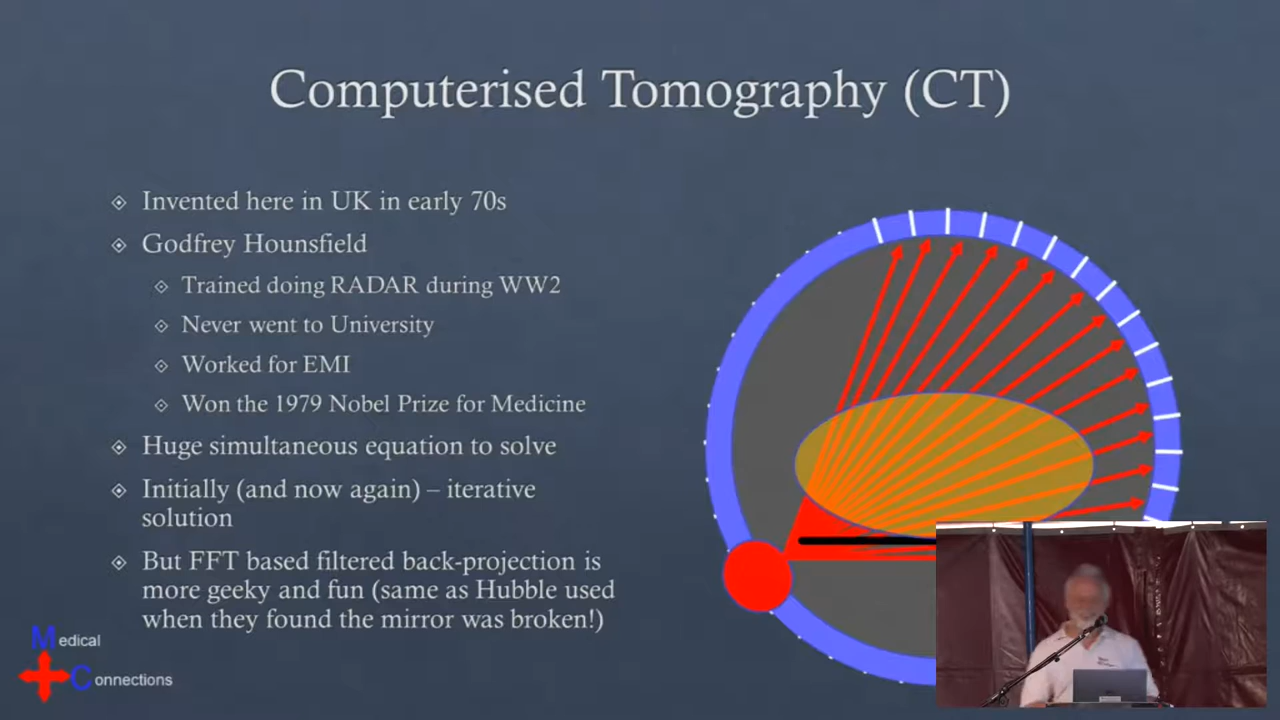 Computerised Tomography (CT)
Invented here in UK in early 70s
Godfrey Hounsfield
Trained doing RADAR during WW2
Never went to University
Worked for EMI
Won the 1979 Nobel Prize for Medicine
Huge simultaneous equation to solve
Initially (and now again) – iterative
solution
But FFT based filtered back-projection is
more geeky and fun (same as Hubble used
when they found the mirror was broken!)
Medical
Connections